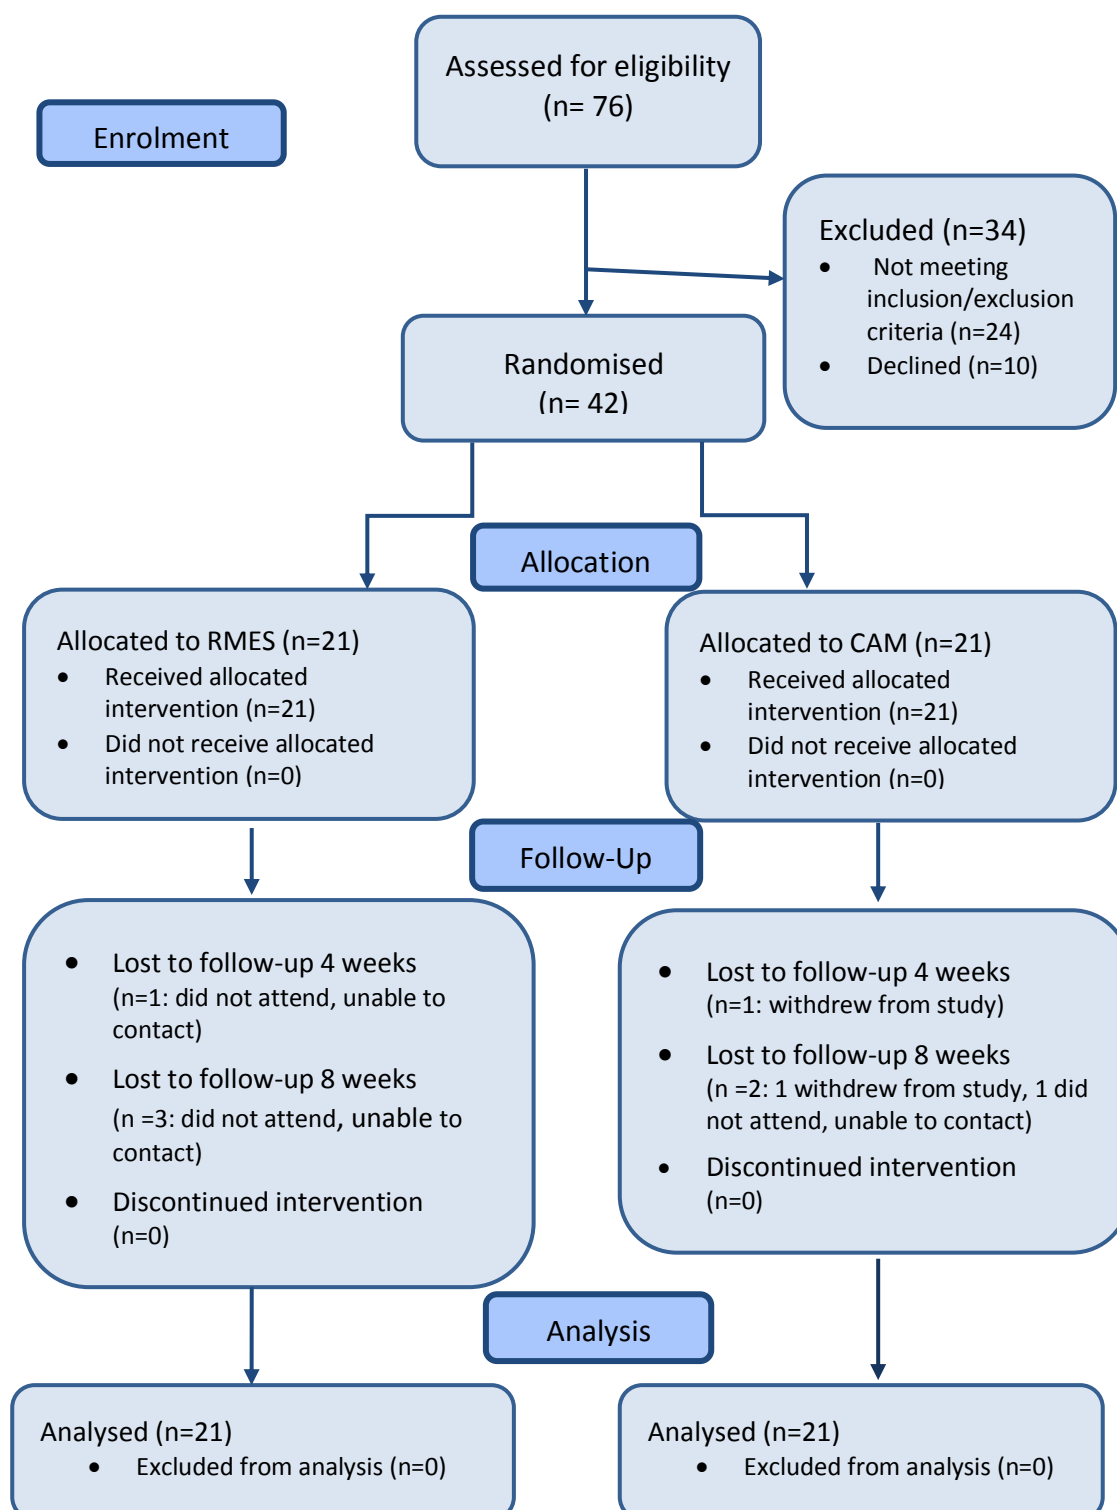 Assessed for eligibility
(n= 76)
Enrolment
Excluded (n=34)
• Not meeting
inclusion/exclusion
criteria (n=24)
• Declined (n=10)
Randomised
(n= 42)
Allocation
Allocated to RMES (n=21)
• Received allocated
intervention (n=21)
• Did not receive allocated
intervention (n=0)
Allocated to CAM (n=21)
• Received allocated
intervention (n=21)
• Did not receive allocated
intervention (n=0)
Follow-Up
• Lost to follow-up 4 weeks
(n=1: did not attend, unable to
contact)
• Lost to follow-up 8 weeks
(n =3: did not attend, unable to
contact)
• Discontinued intervention
(n=0)
• Lost to follow-up 4 weeks
(n=1: withdrew from study)
• Lost to follow-up 8 weeks
(n =2: 1 withdrew from study, 1 did
not attend, unable to contact)
• Discontinued intervention
(n=0)
Analysis
Analysed (n=21)
• Excluded from analysis (n=0)
Analysed (n=21)
• Excluded from analysis (n=0)